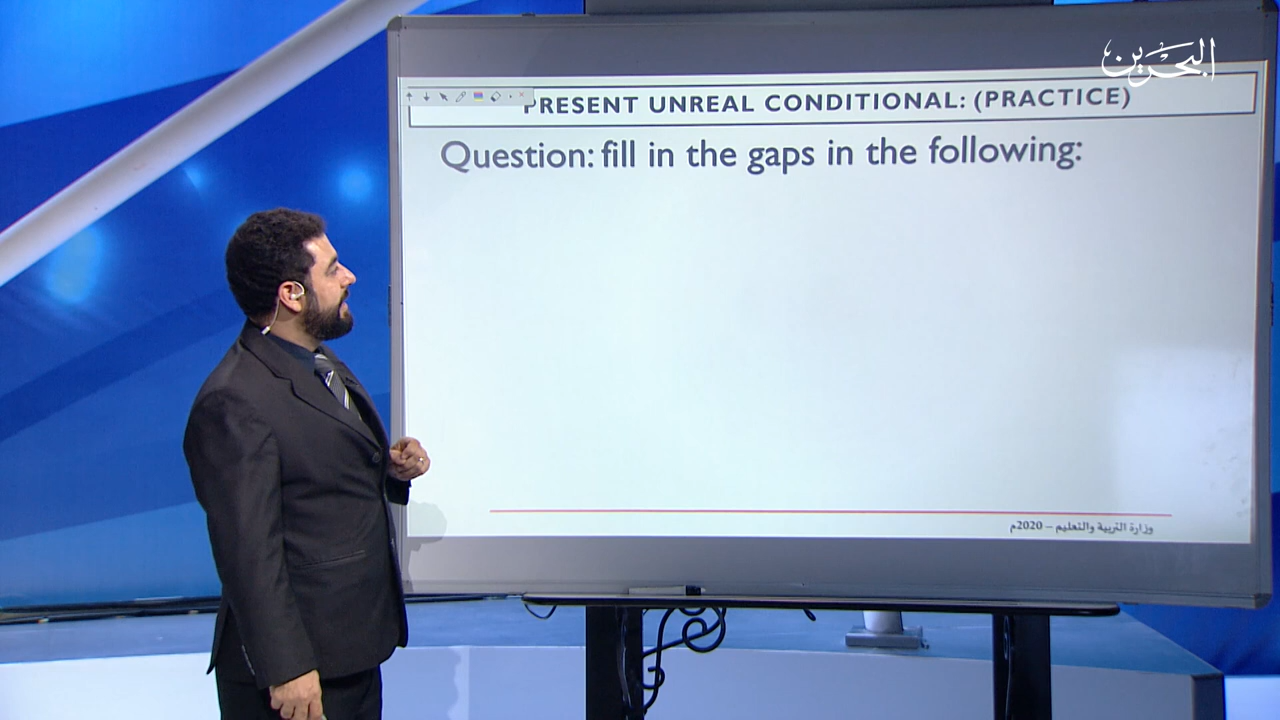 البحرين
PRESENT UNREAL CONDITIONAL: (PRACTICE)
Question: fill in the gaps in the following:
وزارة التربية والتعليم – 2020م